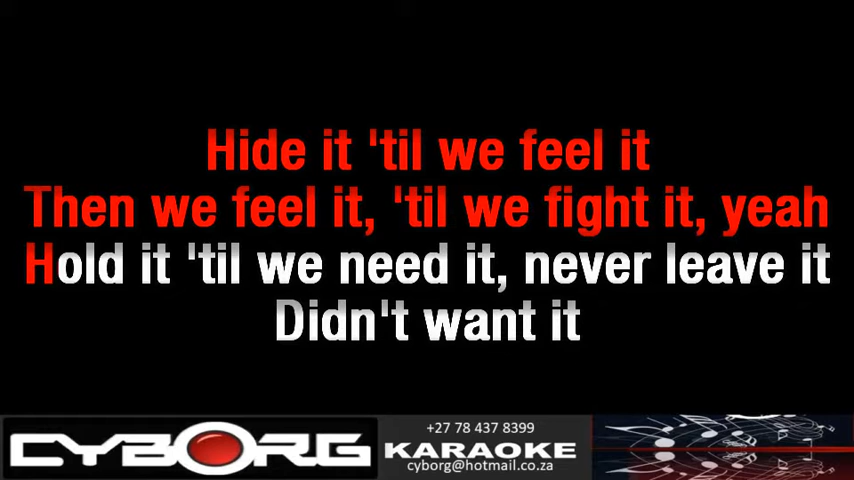 Hide it 'til we feel it
Then we feel it, 'til we fight it, yeah
Hold it 'til we need it, never leave it
Didn't want it
CYBORG
+27 78 437 8399
KARAOKE
cyborg@hotmail.co.za